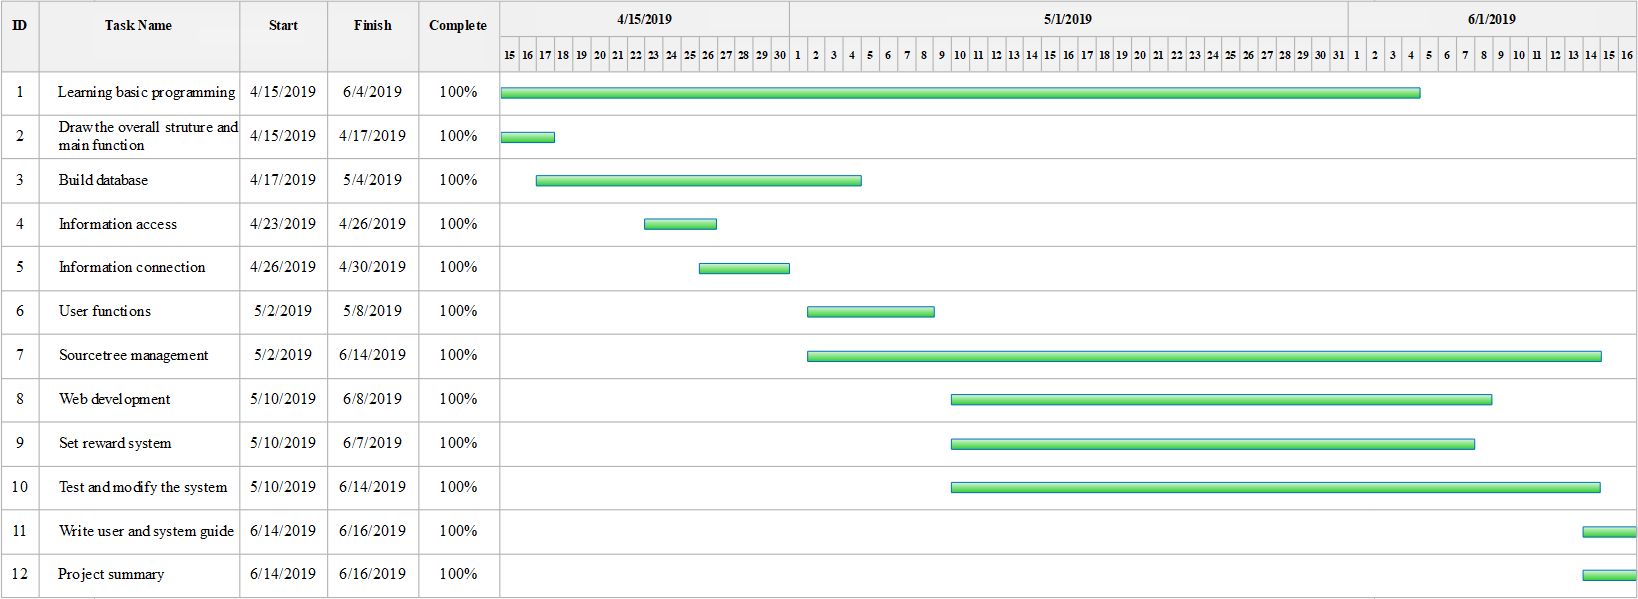 ID Task Name Start Finish Complete 4/15/2019 5/1/2019 6/1/2019
15 16 17 18 19 20 21 22 23 24 25 26 27 28 29 30 1 2 3 4 5 6 7 8 9 10 11 12 13 14 15 16 17 18 19 20 21 22 23 24 25 26 27 28 29 30 31 1 2 3 4 5 6 7 8 9 10 11 12 13 14 15 16
1 Learning basic programming 4/15/2019 6/4/2019 100%
2 Draw the overall struture and 4/15/2019 4/17/2019 100%
main function
3 Build database 4/17/2019 5/4/2019 100%
4 Information access 4/23/2019 4/26/2019 100%
5 Information connection 4/26/2019 4/30/2019 100%
6 User functions 5/2/2019 5/8/2019 100%
7 Sourcetree management 5/2/2019 6/14/2019 100%
8 Web development 5/10/2019 6/8/2019 100%
9 Set reward system 5/10/2019 6/7/2019 100%
10 Test and modify the system 5/10/2019 6/14/2019 100%
11 Write user and system guide 6/14/2019 6/16/2019 100%
12 Project summary 6/14/2019 6/16/2019 100%